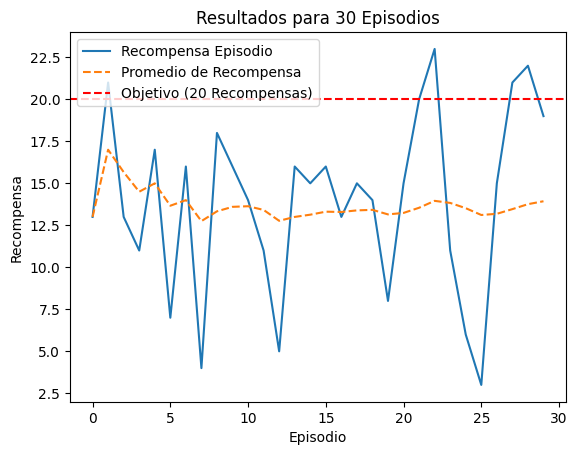 Resultados para 30 Episodios
Recompensa Episodio
Promedio de Recompensa
Objetivo (20 Recompensas)
22.5
20.0
17.5
15.0
12.5
10.0
7.5
5.0
2.5
Recompensa
0 5 10 15 20 25 30
Episodio